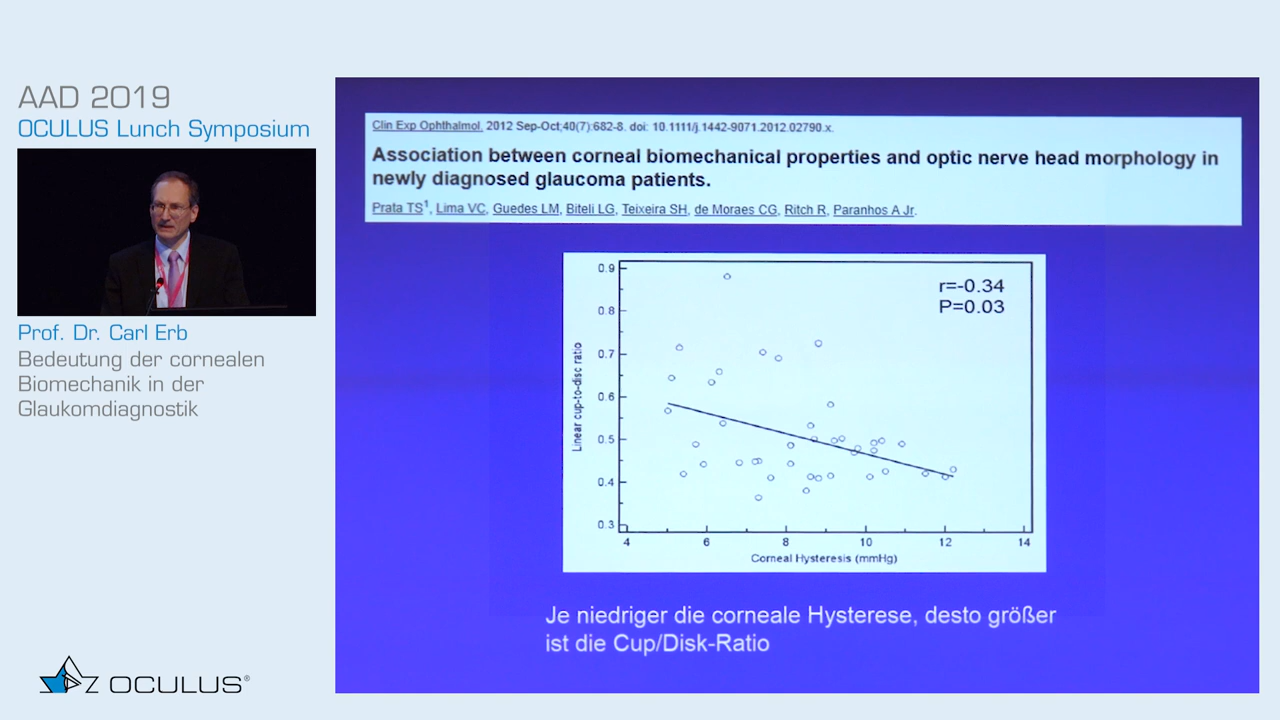 AAD 2019
OCULUS Lunch Symposium
Prof. Dr. Carl Erb
Bedeutung der cornealen
Biomechanik in der
Glaukomdiagnostik
OCULUS®
Clin Exp Ophthalmol. 2012 Sep-Oct;40(7):682-8. doi: 10.1111/j.1442-9071.2012.02790.x.
Association between corneal biomechanical properties and optic nerve head morphology in
newly diagnosed glaucoma patients.
Prata TS1, Lima VC, Guedes LM, Biteli LG, Teixeira SH, de Moraes CG, Ritch R, Paranhos A Jr.
r=-0.34
P=0.03
Linear cup-to-disc ratio
0.9
0.8
0.7
0.6
0.5
0.4
0.3
4 6 8 10 12 14
Corneal Hysteresis (mmHg)
Je niedriger die corneale Hysterese, desto größer
ist die Cup/Disk-Ratio